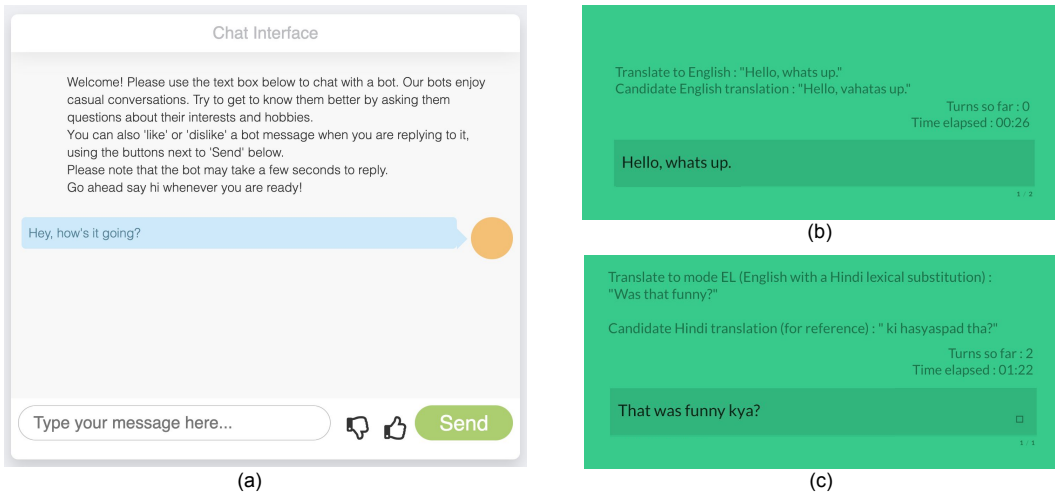 Chat Interface
Welcome! Please use the text box below to chat with a bot. Our bots enjoy
casual conversations. Try to get to know them better by asking them
questions about their interests and hobbies.
You can also 'like' or 'dislike' a bot message when you are replying to it,
using the buttons next to 'Send' below.
Please note that the bot may take a few seconds to reply.
Go ahead say hi whenever you are ready!
Hey, how's it going?
Type your message here...
Send
(a)
Translate to English : "Hello, whats up."
Candidate English translation : "Hello, vahatas up."
Turns so far : 0
Time elapsed : 00:26
Hello, whats up.
1 / 2
(b)
Translate to mode EL (English with a Hindi lexical substitution) :
"Was that funny?"
Candidate Hindi translation (for reference) : " ki hasyaspad tha?"
Turns so far : 2
Time elapsed : 01:22
That was funny kya?
1 / 1
(c)